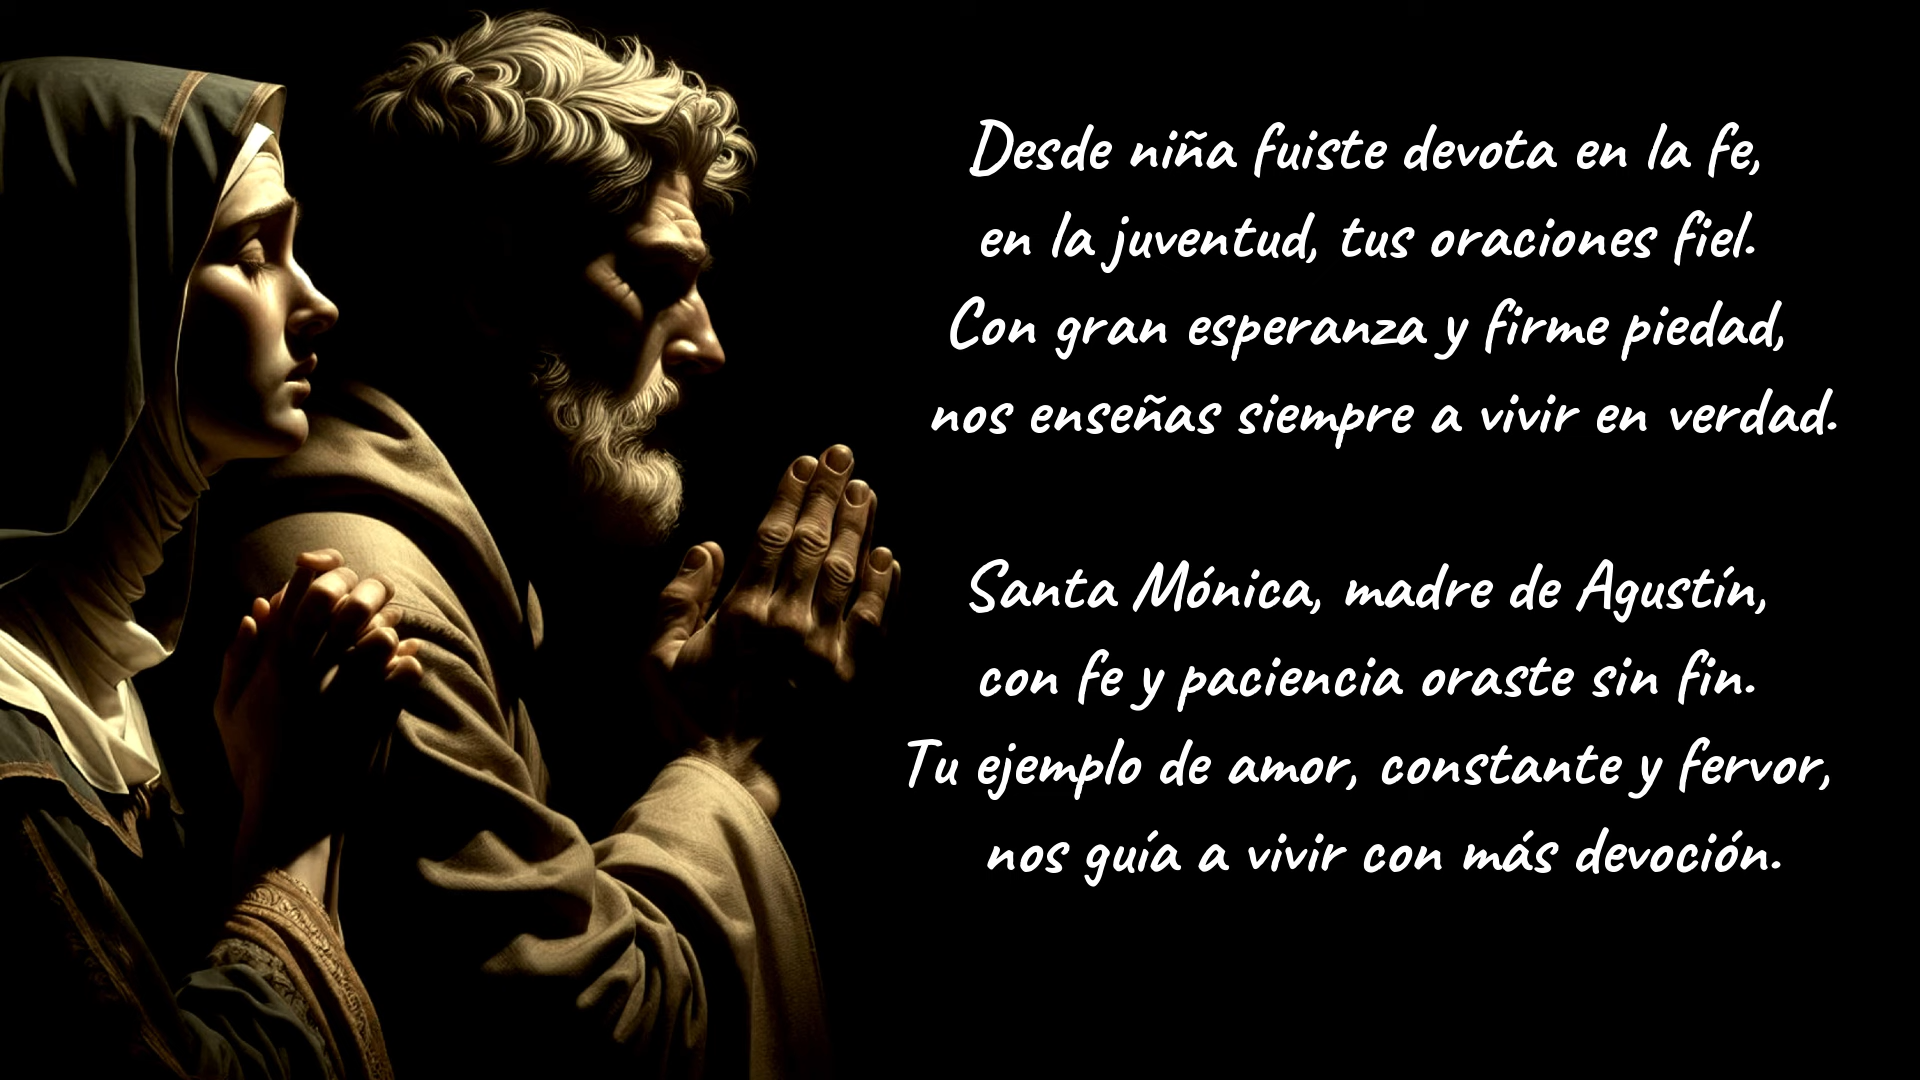 Desde niña fuiste devota en la fe,
en la juventud, tus oraciones fiel.
Con gran esperanza y firme piedad,
nos enseñas siempre a vivir en verdad.
Santa Mónica, madre de Agustín,
con fe y paciencia oraste sin fin.
Tu ejemplo de amor, constante y fervor,
nos guía a vivir con más devoción.